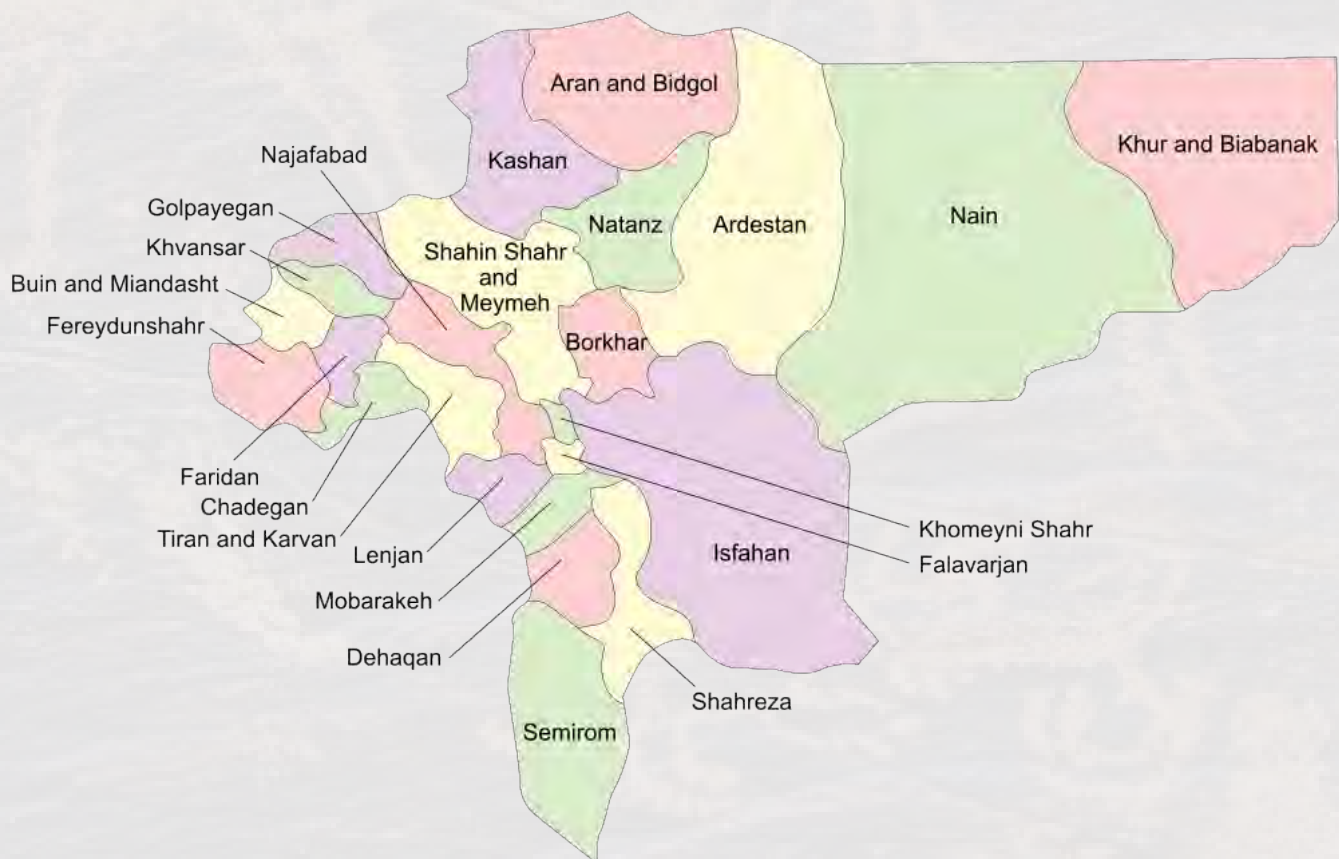 Aran and Bidgol
Khur and Biabanak
Najafabad
Kashan
Golpayegan
Natanz
Ardestan
Nain
Khvansar
Shahin Shahr
and
Meymeh
Buin and Miandasht
Fereydunshahr
Borkhar
Faridan
Chadegan
Tiran and Karvan
Lenjan
Isfahan
Khomeyni Shahr
Falavarjan
Mobarakeh
Dehaqan
Shahreza
Semirom